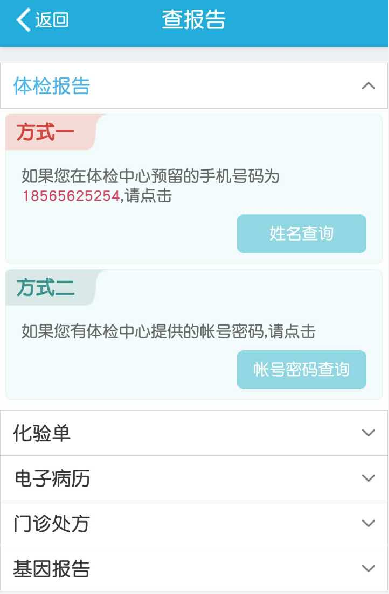 返回
查报告
体检报告
方式一
如果您在体检中心预留的手机号码为
18565625254,请点击
姓名查询
方式二
如果您有体检中心提供的帐号密码,请点击
帐号密码查询
化验单
电子病历
门诊处方
基因报告